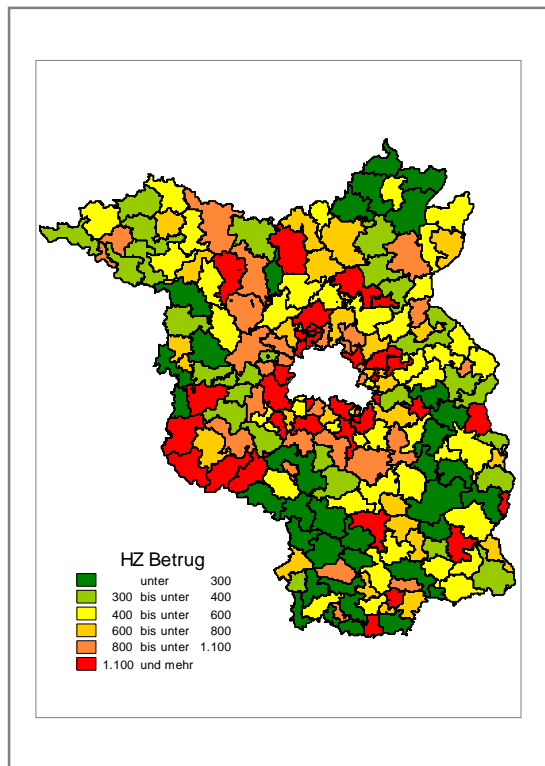 HZ Betrug
unter 300
300 bis unter 400
400 bis unter 600
600 bis unter 800
800 bis unter 1.100
1.100 und mehr